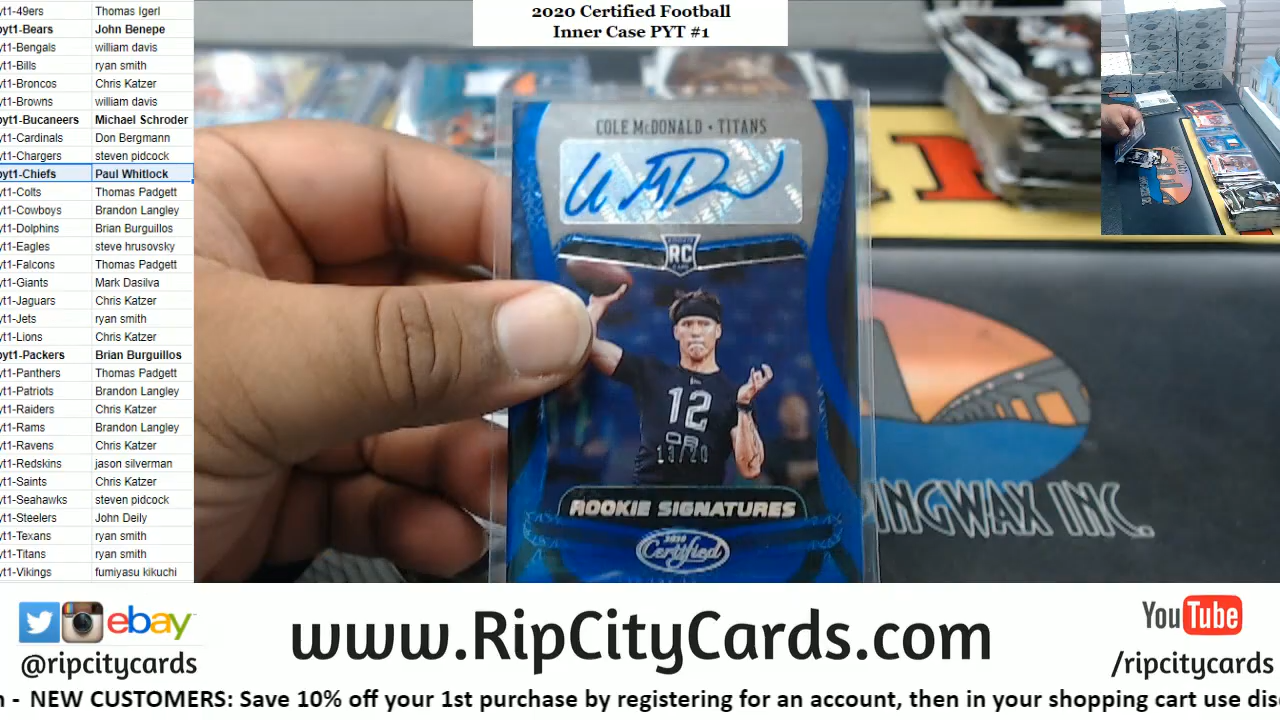 2020 Certified Football
Inner Case PYT #1
yt1-49ers Thomas Igerl
pyt1-Bears John Benepe
yt1-Bengals william davis
yt1-Bills ryan smith
yt1-Broncos Chris Katzer
yt1-Browns william davis
pyt1-Bucaneers Michael Schroder
yt1-Cardinals Don Bergmann
yt1-Chargers steven pidcock
pyt1-Chiefs Paul Whitlock
yt1-Colts Thomas Padgett
yt1-Cowboys Brandon Langley
yt1-Dolphins Brian Burguillos
yt1-Eagles steve hrusovsky
yt1-Falcons Thomas Padgett
yt1-Giants Mark Dasilva
yt1-Jaguars Chris Katzer
yt1-Jets ryan smith
yt1-Lions Chris Katzer
pyt1-Packers Brian Burguillos
yt1-Panthers Thomas Padgett
yt1-Patriots Brandon Langley
yt1-Raiders Chris Katzer
yt1-Rams Brandon Langley
yt1-Ravens Chris Katzer
yt1-Redskins jason silverman
yt1-Saints Chris Katzer
yt1-Seahawks steven pidcock
yt1-Steelers John Deily
yt1-Texans ryan smith
yt1-Titans ryan smith
yt1-Vikings fumiyasu kikuchi
COLE McDONALD • TITANS
RC
12
QB
13/20
ROOKIE SIGNATURES
2020
Certified
INGWAX INC.
ebay
@ripcitycards
www.RipCityCards.com
YouTube
/ripcitycards
n - NEW CUSTOMERS: Save 10% off your 1st purchase by registering for an account, then in your shopping cart use dis